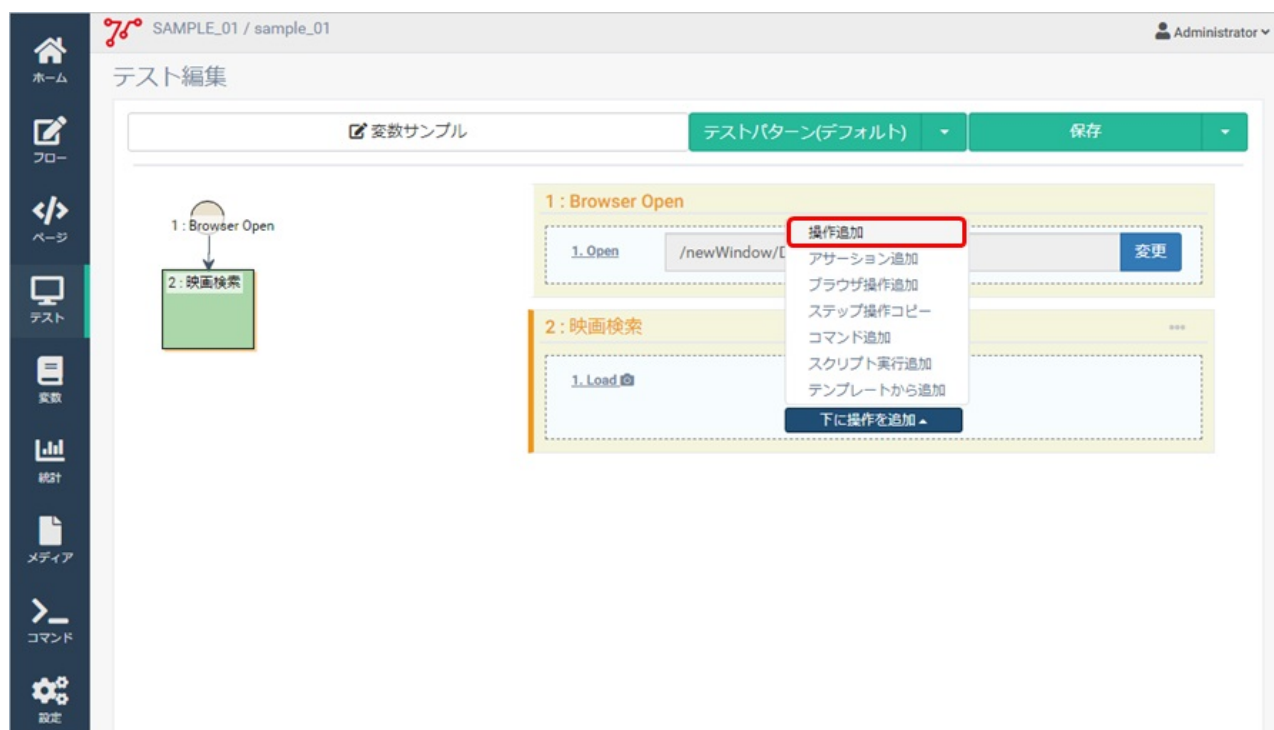 SAMPLE_01 / sample_01
Administrator
ホーム
フロー
ページ
テスト
変数
統計
メディア
コマンド
設定
テスト編集
変数サンプル
テストパターン(デフォルト)
保存
1 : Browser Open
2 : 映画検索
1 : Browser Open
1. Open
/newWindow/
変更
2 : 映画検索
1. Load
操作追加
アサーション追加
ブラウザ操作追加
ステップ操作コピー
コマンド追加
スクリプト実行追加
テンプレートから追加
下に操作を追加